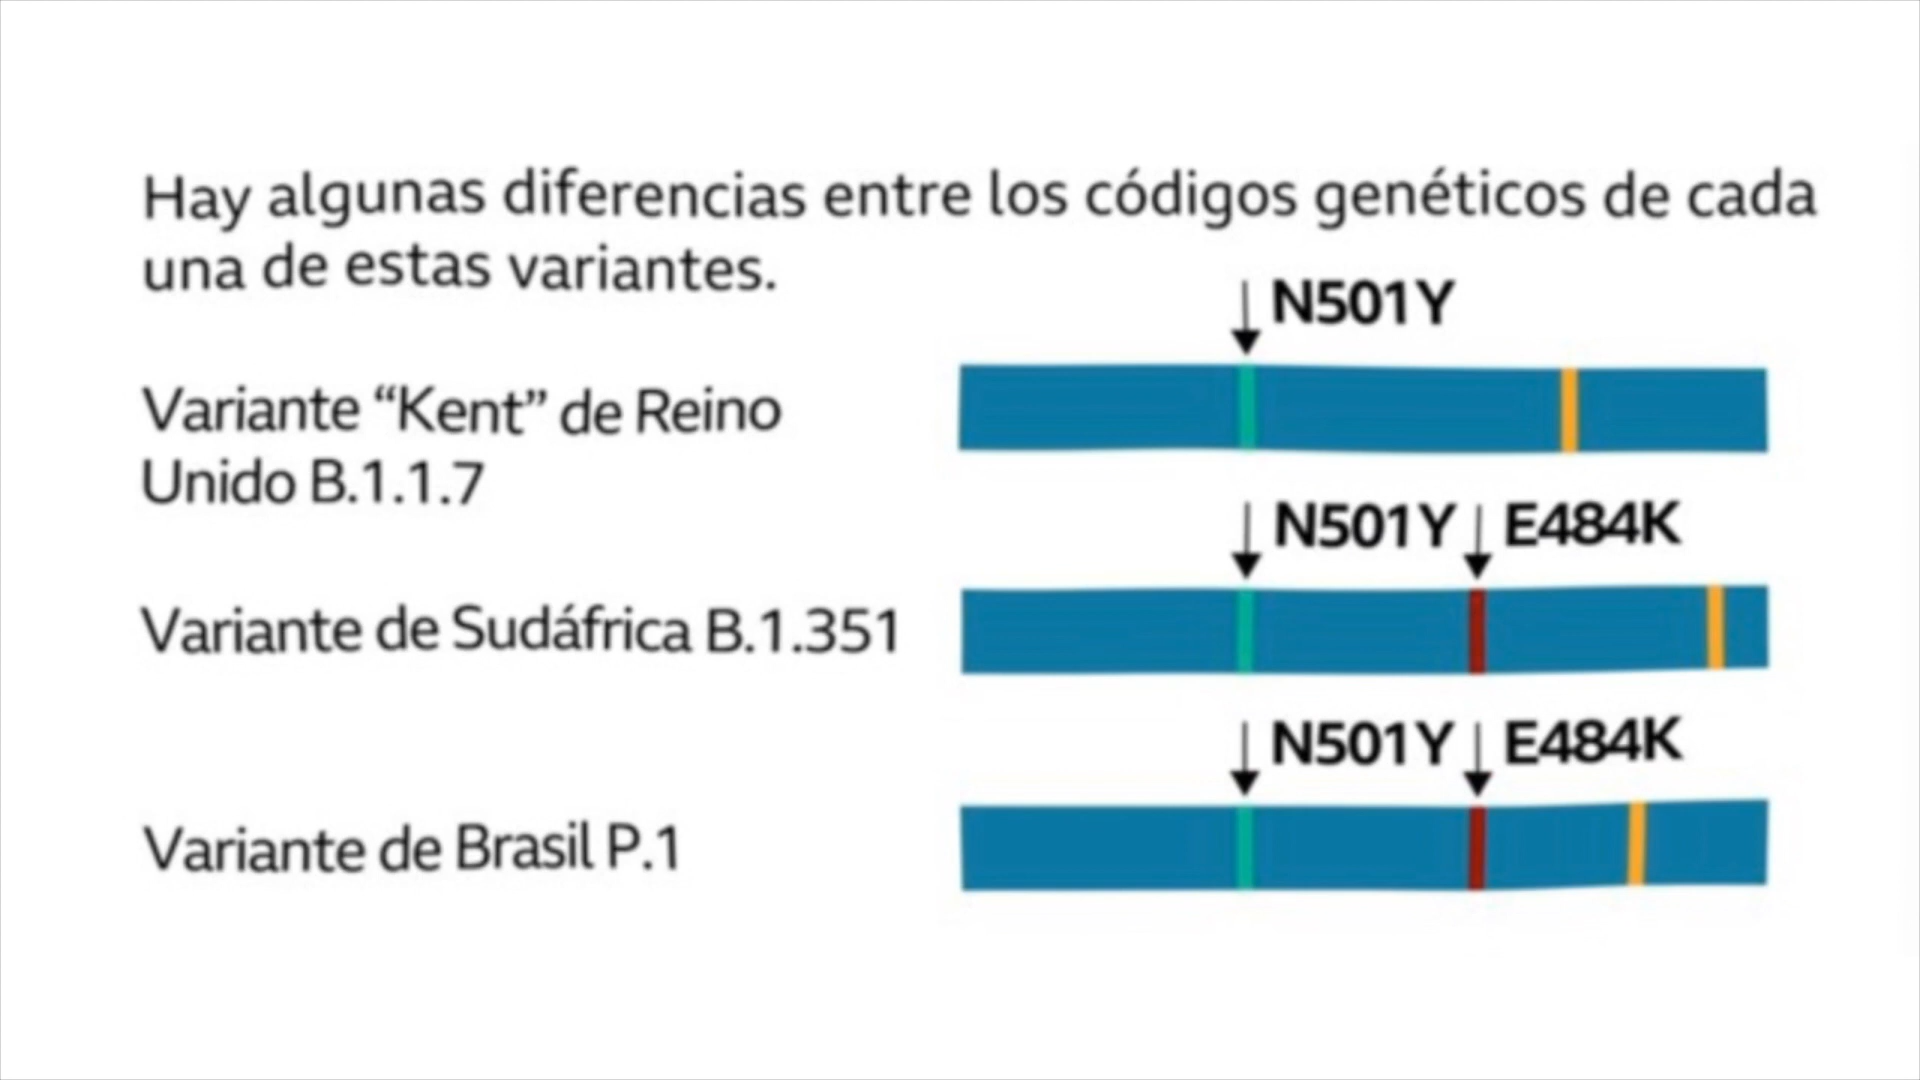 Hay algunas diferencias entre los códigos genéticos de cada
una de estas variantes.
N501Y
Variante “Kent” de Reino
Unido B.1.1.7
N501Y E484K
Variante de Sudáfrica B.1.351
N501Y E484K
Variante de Brasil P.1